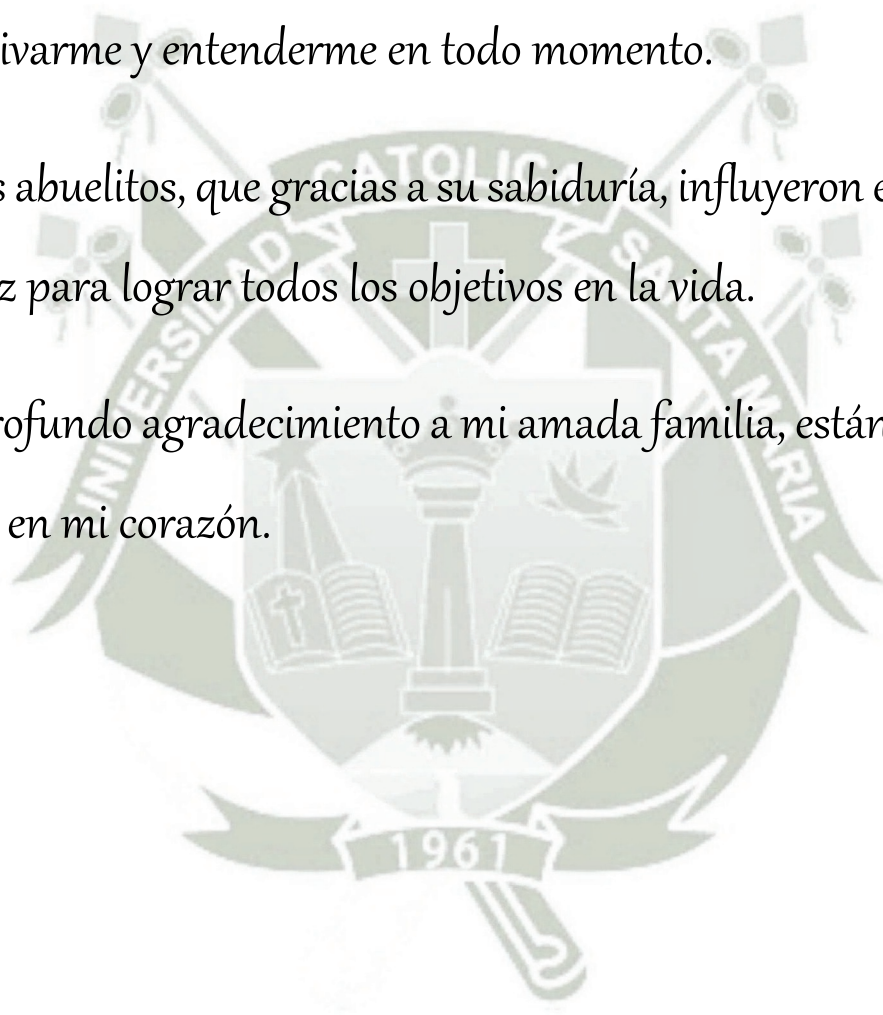 ivarme y entenderme en todo momento.
CATOLICA
s abuelitos, que gracias a su sabiduría, influyeron e
UNIVERSIDAD
SANTA MARIA
z para lograr todos los objetivos en la vida.
rofundo agradecimiento a mi amada familia, están
en mi corazón.
1961